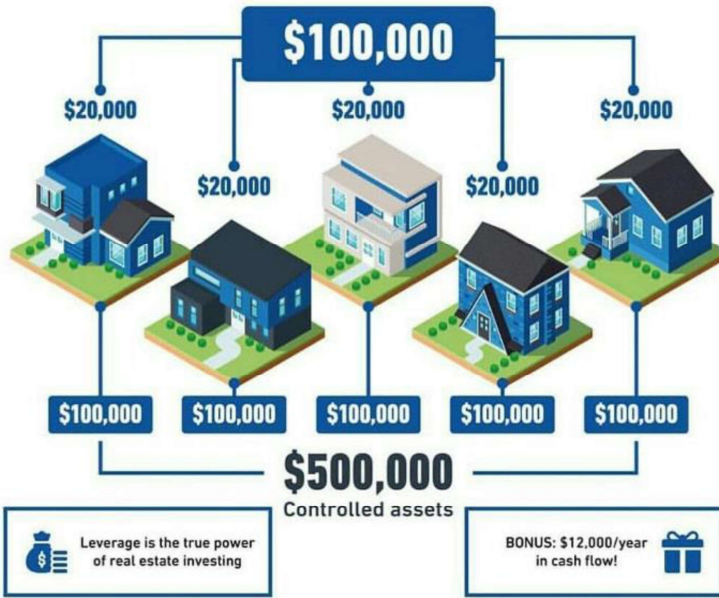 $100,000
$20,000
$20,000
$20,000
$20,000
$20,000
$100,000
$100,000
$100,000
$100,000
$100,000
$500,000
Controlled assets
Leverage is the true power
of real estate investing
BONUS: $12,000/year
in cash flow!